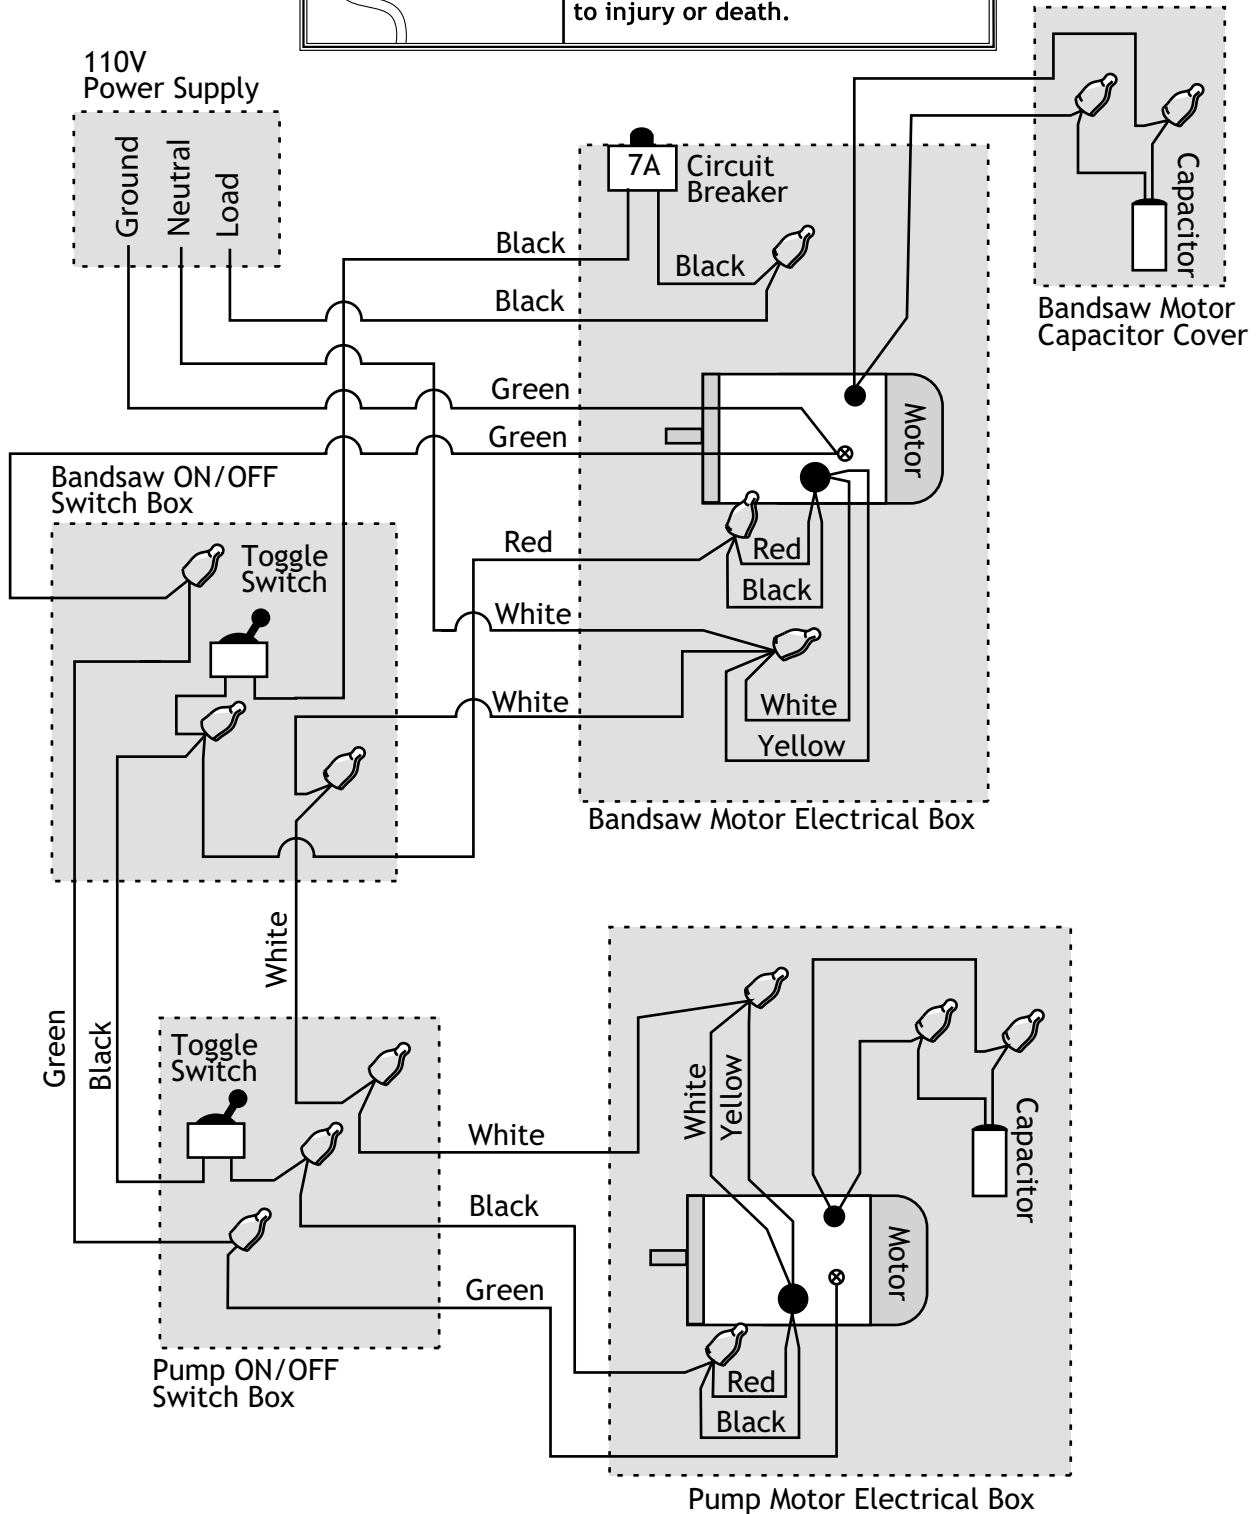 to injury or death.
110V
Power Supply
Ground
Neutral
Load
7A
Circuit
Breaker
Black
Black
Black
Capacitor
Bandsaw Motor
Capacitor Cover
Green
Green
Motor
Bandsaw ON/OFF
Switch Box
Toggle
Switch
Red
Red
Black
White
White
White
Yellow
Bandsaw Motor Electrical Box
White
Green
Black
Toggle
Switch
White
Yellow
Capacitor
White
Black
Motor
Green
Pump ON/OFF
Switch Box
Red
Black
Pump Motor Electrical Box